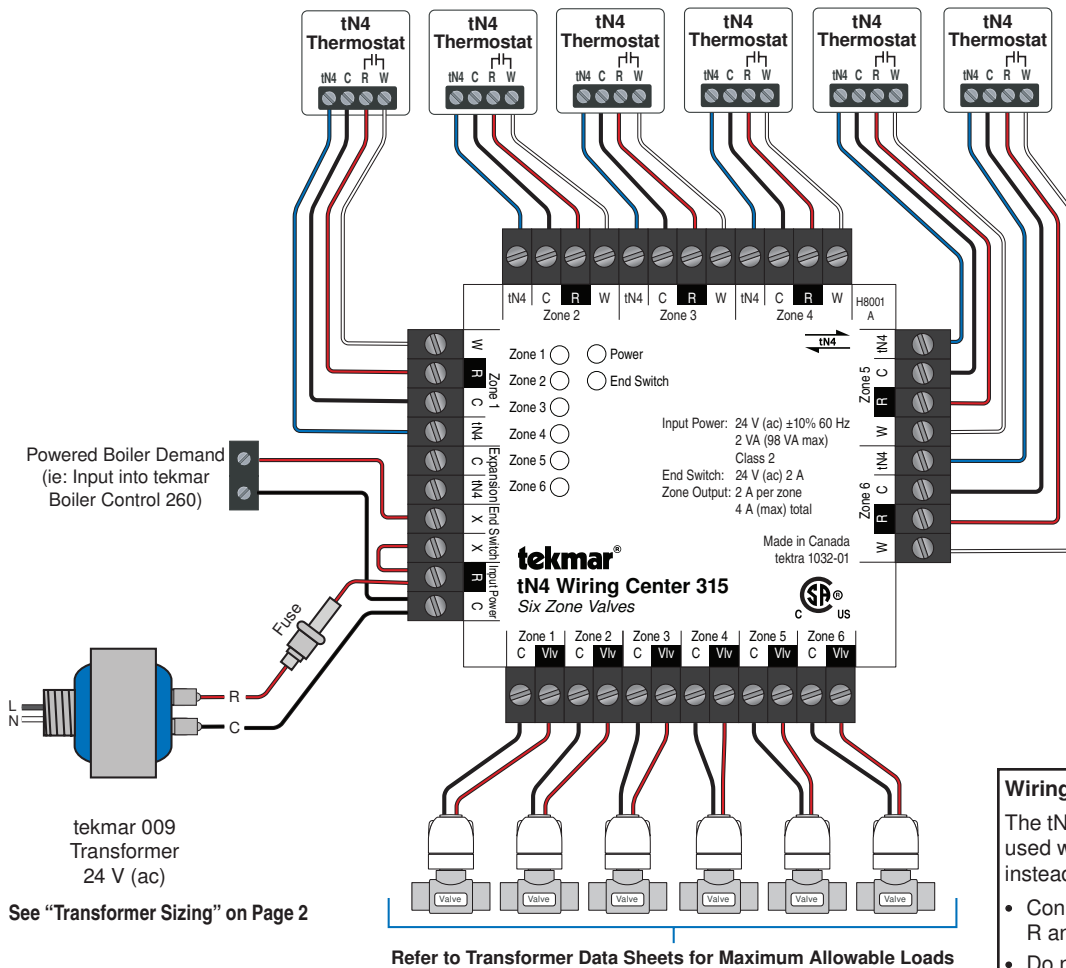 tN4 Thermostat
tN4 C R W
tN4 Thermostat
tN4 C R W
tN4 Thermostat
tN4 C R W
tN4 Thermostat
tN4 C R W
tN4 Thermostat
tN4 C R W
tN4 Thermostat
tN4 C R W
tN4 C R W tN4 C R W tN4 C R W
Zone 2 Zone 3 Zone 4
H8001
A
tN4
W
R
C
tN4
Zone 1
C
tN4
Expansion
X
X
End Switch
R
C
Input Power
Zone 1
Zone 2
Zone 3
Zone 4
Zone 5
Zone 6
Power
End Switch
Input Power: 24 V (ac) ±10% 60 Hz
2 VA (98 VA max)
Class 2
End Switch: 24 V (ac) 2 A
Zone Output: 2 A per zone
4 A (max) total
Made in Canada
tektra 1032-01
tekmar®
tN4 Wiring Center 315
Six Zone Valves
C SA ® US
tN4
C
R
W
Zone 5
tN4
C
R
W
Zone 6
Zone 1 Zone 2 Zone 3 Zone 4 Zone 5 Zone 6
C Vlv C Vlv C Vlv C Vlv C Vlv C Vlv
Powered Boiler Demand
(ie: Input into tekmar
Boiler Control 260)
Fuse
R
C
L
N
tekmar 009
Transformer
24 V (ac)
See “Transformer Sizing” on Page 2
Valve Valve Valve Valve Valve Valve
Refer to Transformer Data Sheets for Maximum Allowable Loads
Wiring
The tN
used w
instead
• Con
R an
• Do